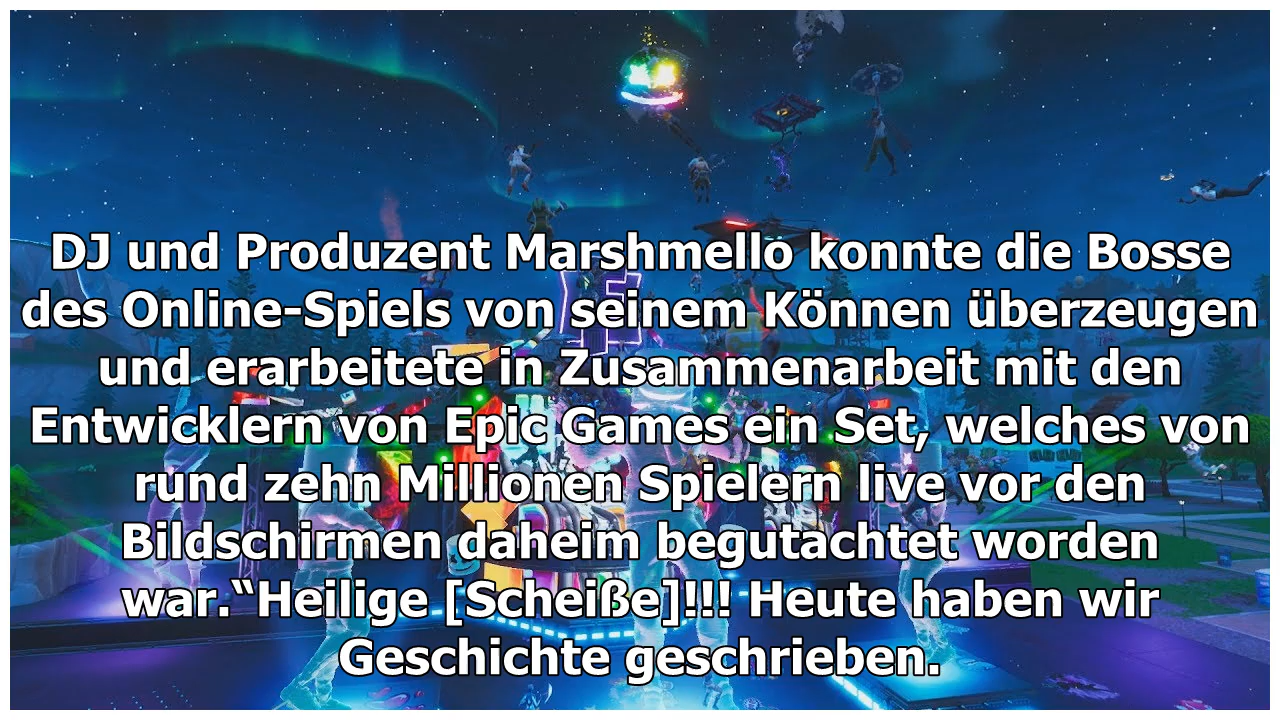 DJ und Produzent Marshmello konnte die Bosse
des Online-Spiels von seinem Können überzeugen
und erarbeitete in Zusammenarbeit mit den
Entwicklern von Epic Games ein Set, welches von
rund zehn Millionen Spielern live vor den
Bildschirmen daheim begutachtet worden
war.“Heilige [Scheiße]!!! Heute haben wir
Geschichte geschrieben.